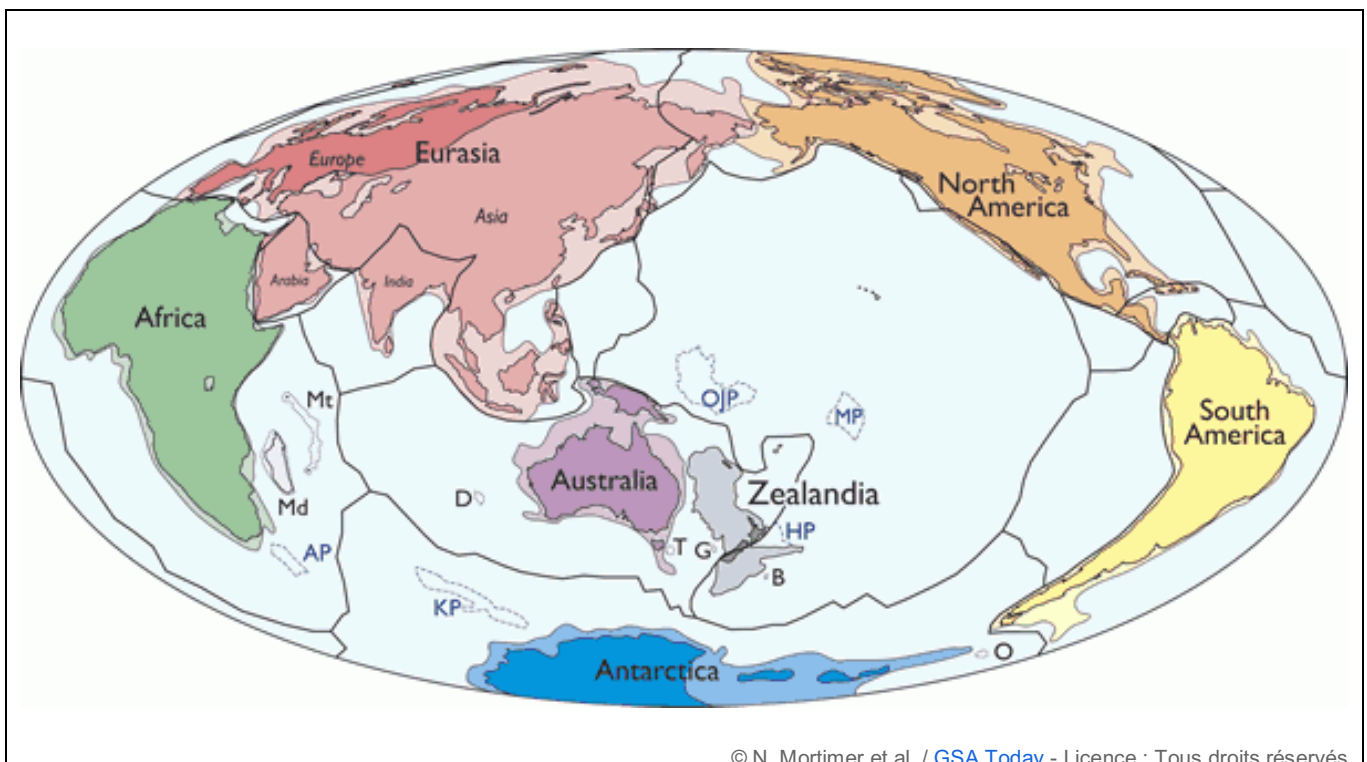 Europe
Eurasia
Asia
North
America
Arabia
India
Africa
OJP
MP
Mt
South
America
Australia
Zealandia
D
Md
HP
T
G
AP
B
KP
O
Antarctica
© N. Mortimer et al. / GSA Today - Licence : Tous droits réservés